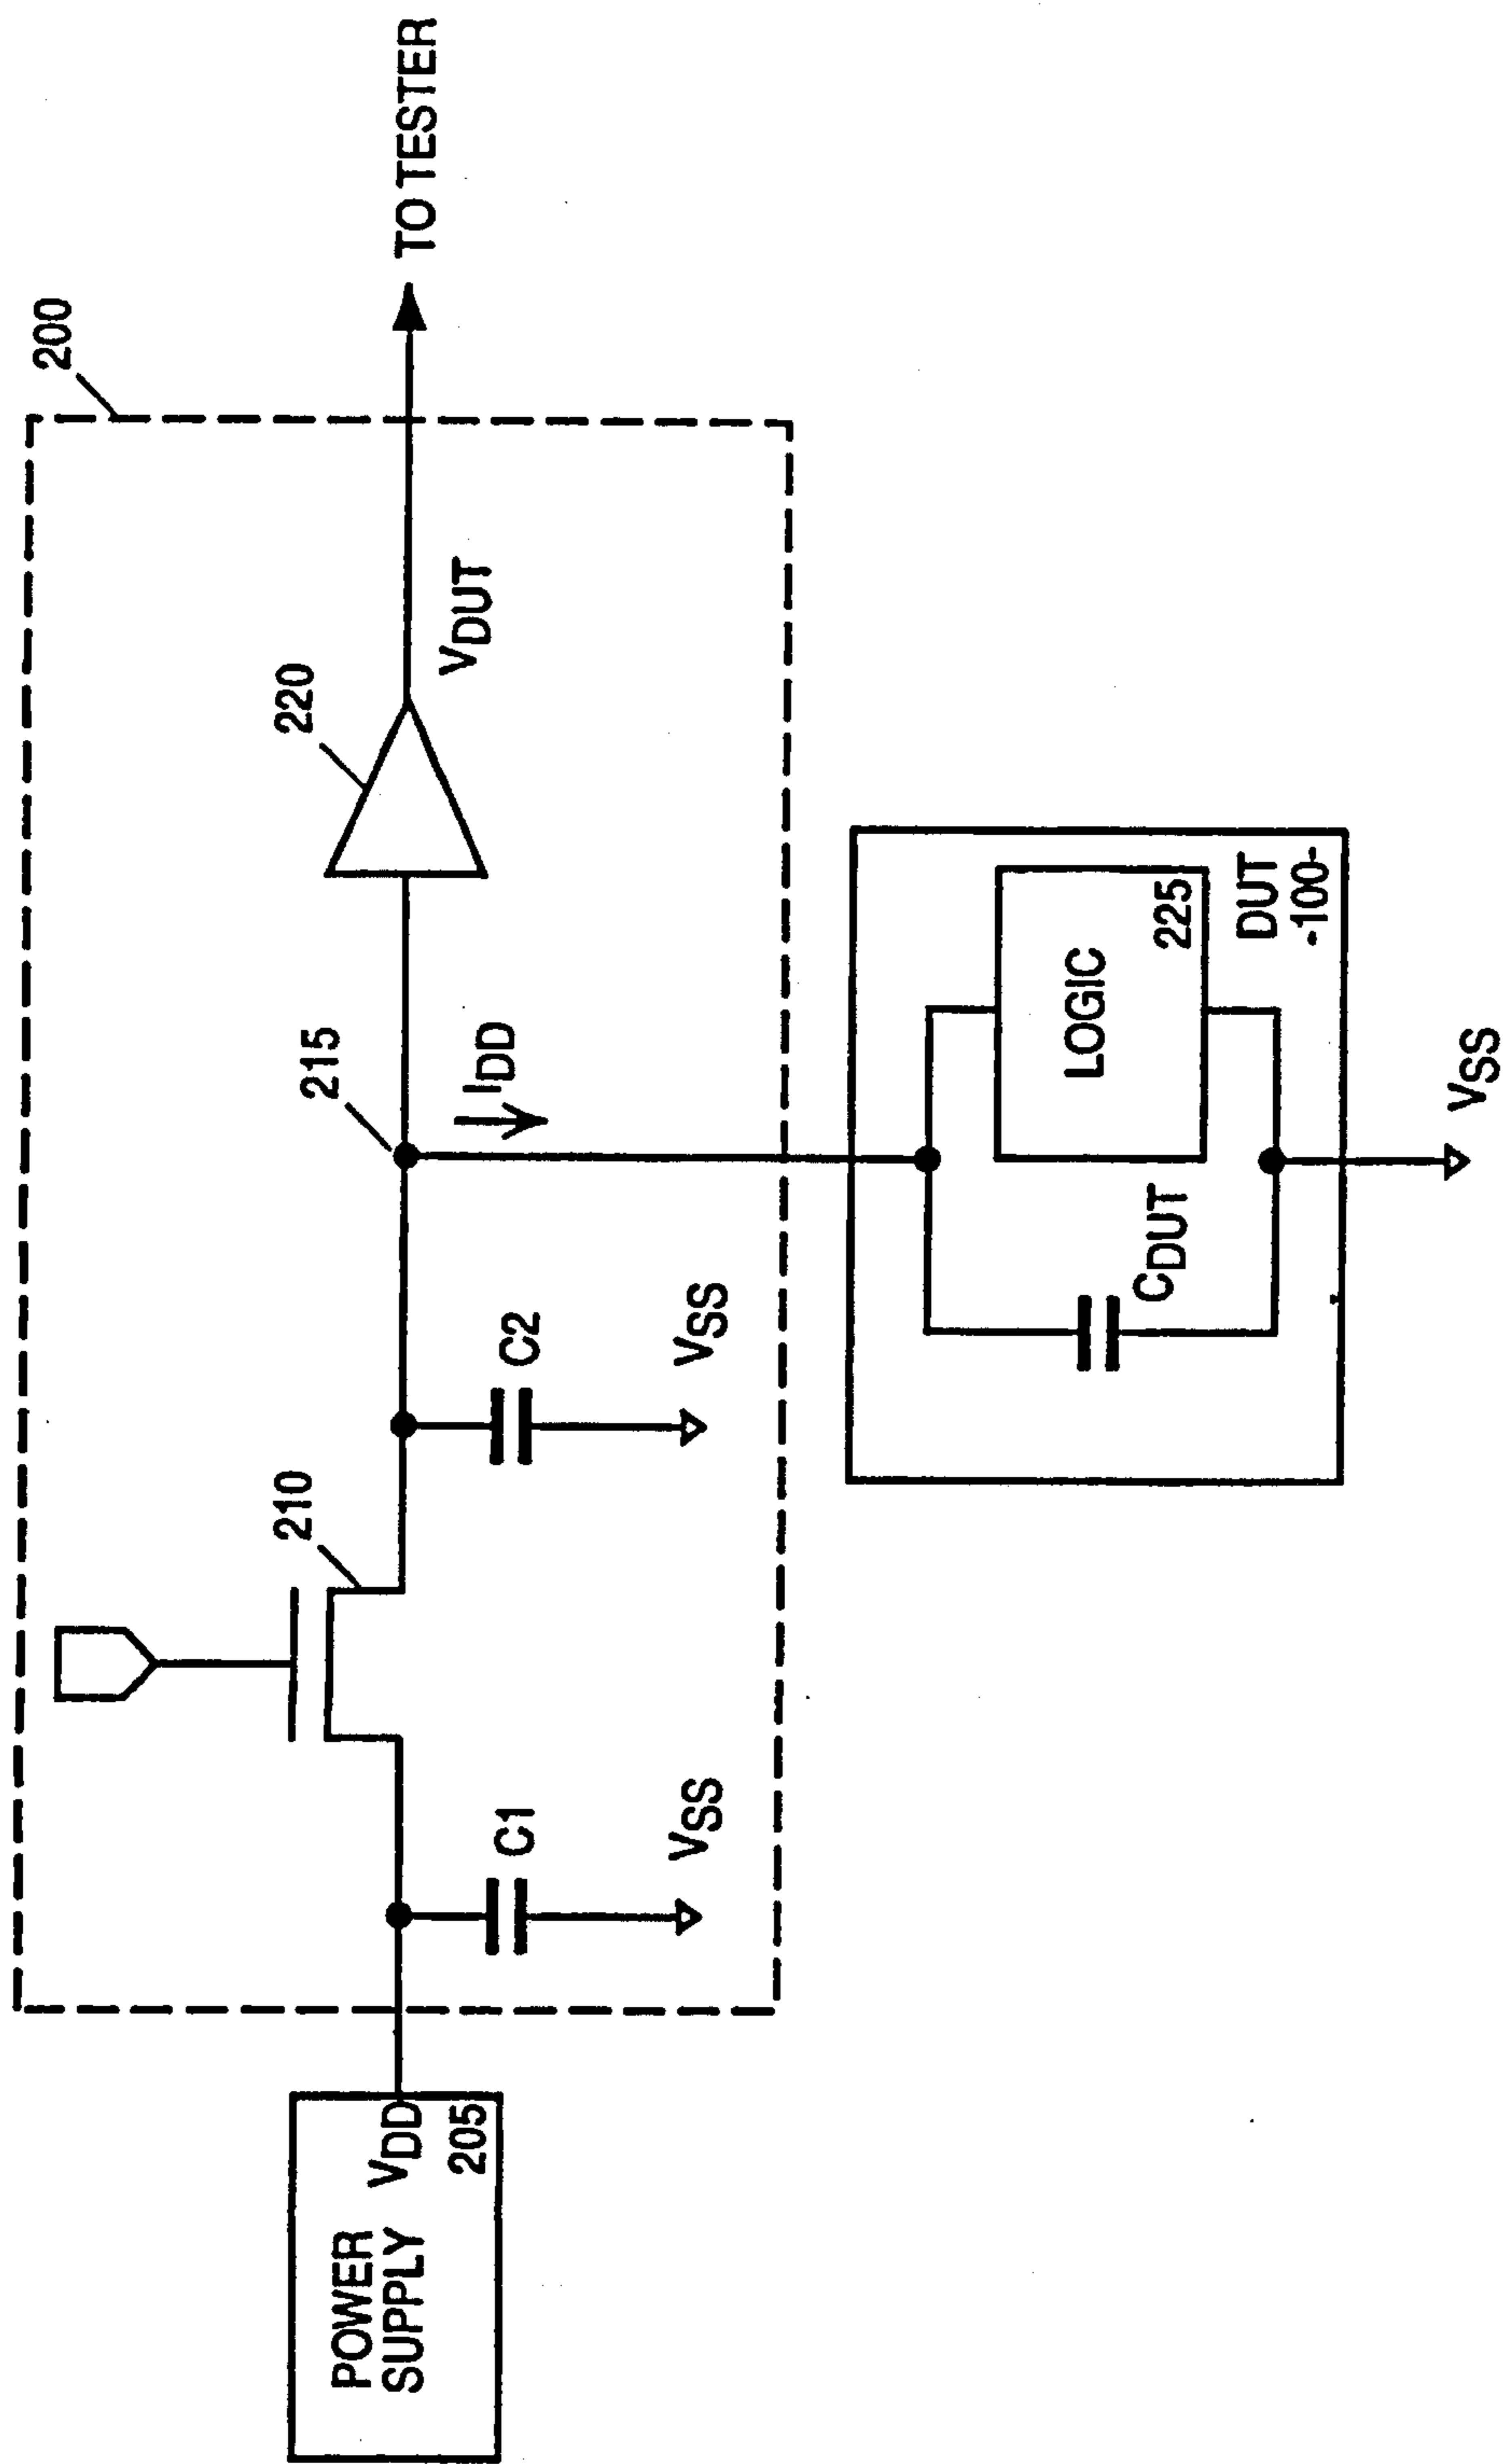 200
TO TESTER
220
VDUT
215
IDD
210
C2
VSS
C1
VSS
POWER
SUPPLY
VDD
205
LOGIC
225
CDUT
DUT
-100-
VSS